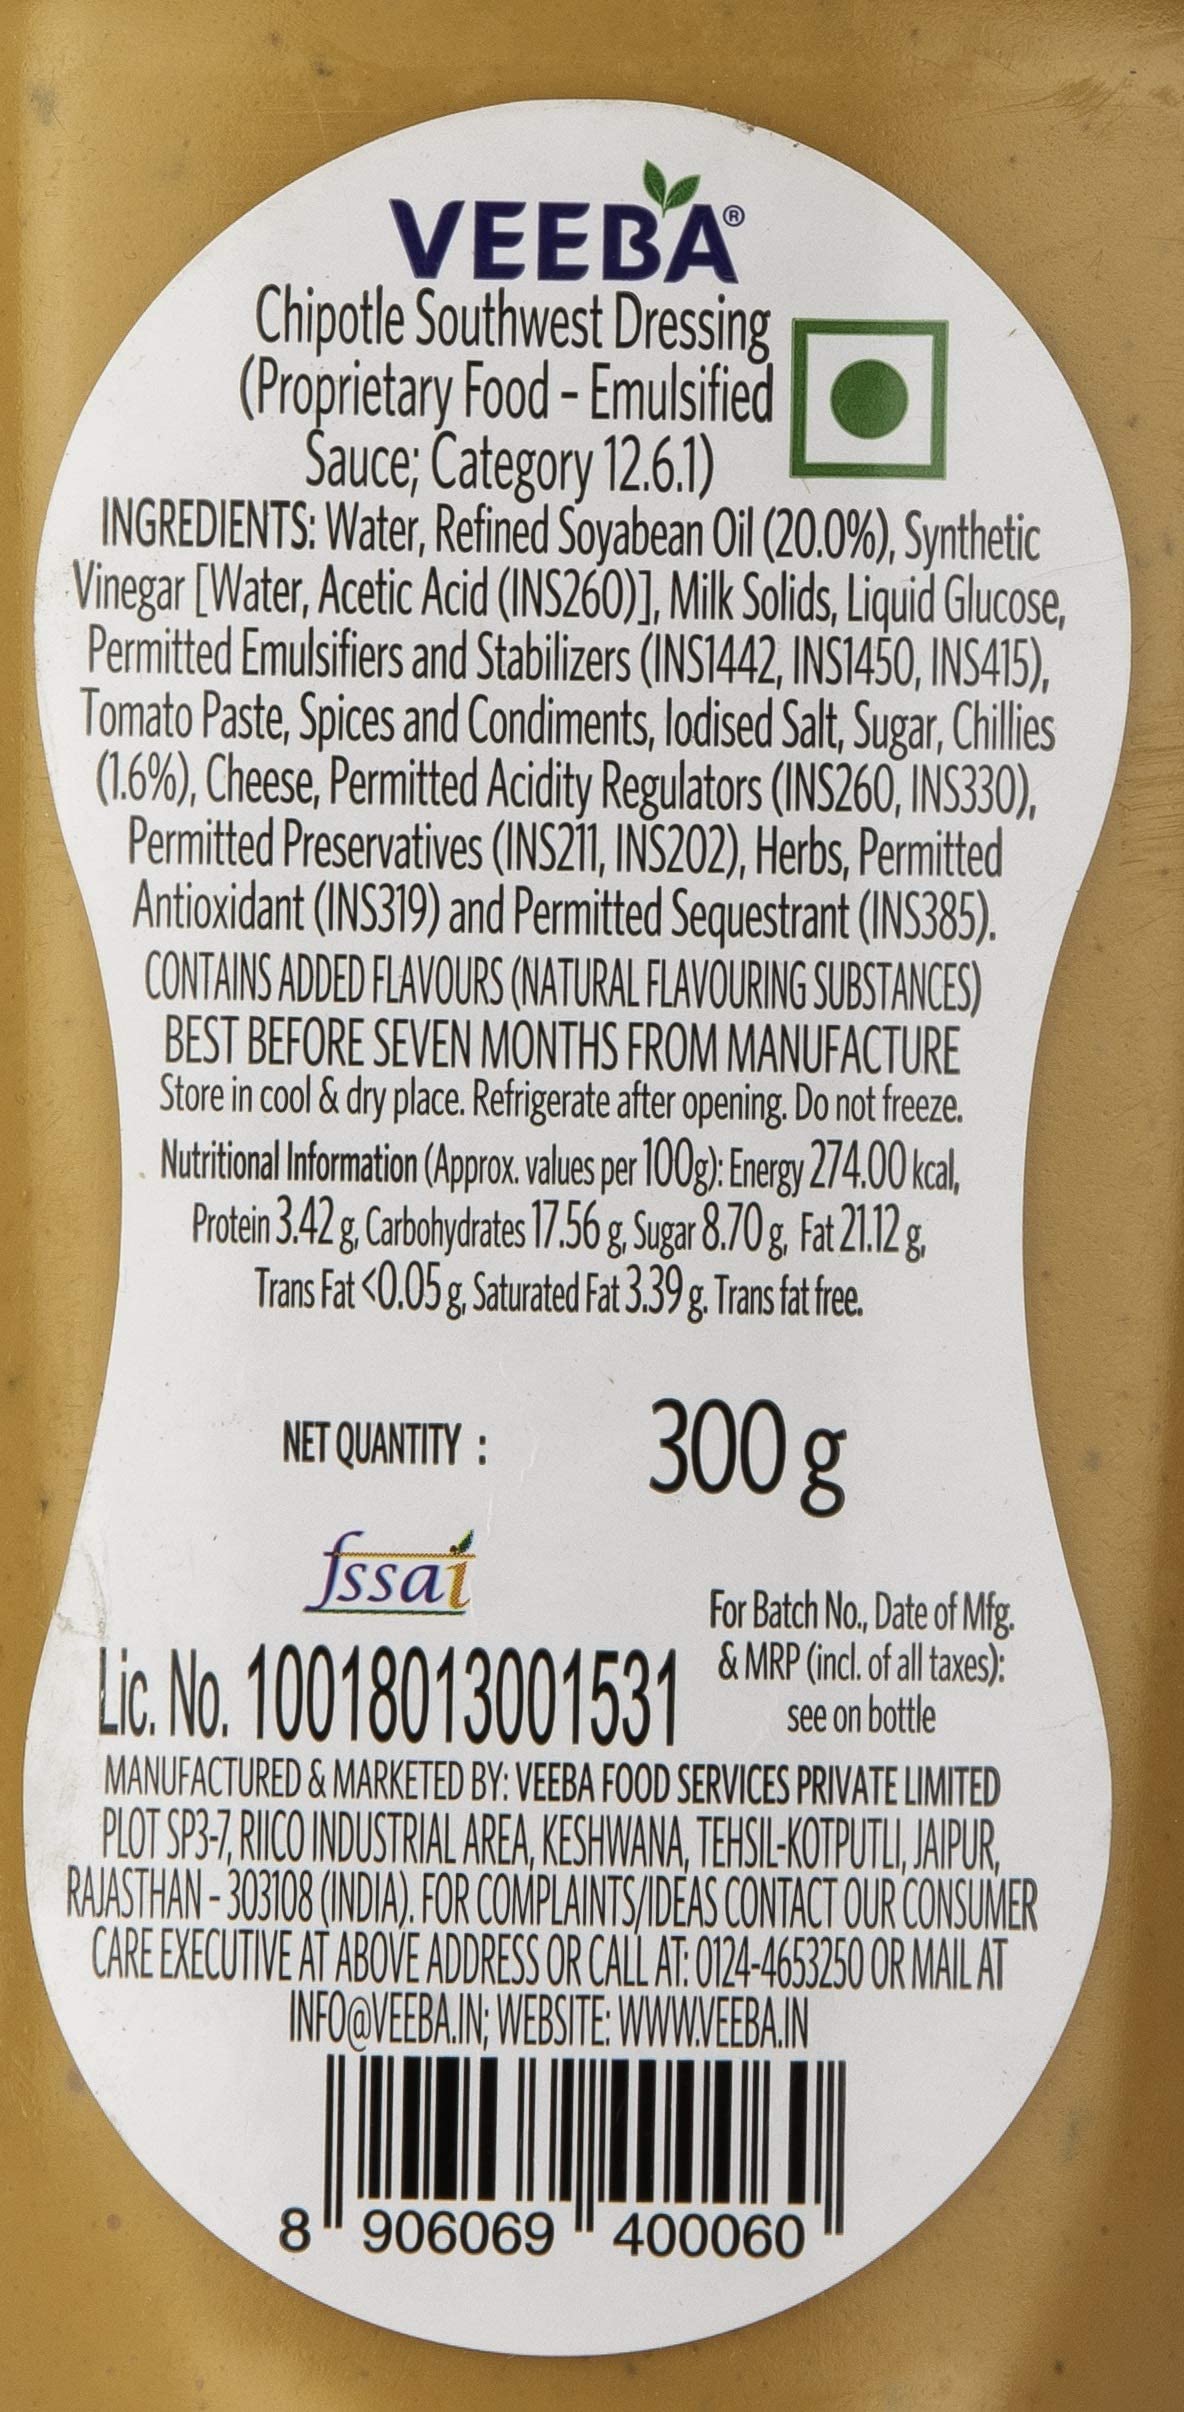 VEEBA®
Chipotle Southwest Dressing
(Proprietary Food - Emulsified
Sauce; Category 12.6.1)
INGREDIENTS: Water, Refined Soyabean Oil (20.0%), Synthetic
Vinegar [Water, Acetic Acid (INS260)], Milk Solids, Liquid Glucose,
Permitted Emulsifiers and Stabilizers (INS1442, INS1450, INS415),
Tomato Paste, Spices and Condiments, Iodised Salt, Sugar, Chillies
(1.6%), Cheese, Permitted Acidity Regulators (INS260, INS330),
Permitted Preservatives (INS211, INS202), Herbs, Permitted
Antioxidant (INS319) and Permitted Sequestrant (INS385).
CONTAINS ADDED FLAVOURS (NATURAL FLAVOURING SUBSTANCES)
BEST BEFORE SEVEN MONTHS FROM MANUFACTURE
Store in cool & dry place. Refrigerate after opening. Do not freeze.
Nutritional Information (Approx. values per 100g): Energy 274.00 kcal,
Protein 3.42 g, Carbohydrates 17.56 g, Sugar 8.70 g, Fat 21.12 g,
Trans Fat <0.05 g, Saturated Fat 3.39 g. Trans fat free.
NET QUANTITY : 300 g
fssai
For Batch No., Date of Mfg.
& MRP (incl. of all taxes):
see on bottle
Lic. No. 10018013001531
MANUFACTURED & MARKETED BY: VEEBA FOOD SERVICES PRIVATE LIMITED
PLOT SP3-7, RIICO INDUSTRIAL AREA, KESHWANA, TEHSIL-KOTPUTLI, JAIPUR,
RAJASTHAN - 303108 (INDIA). FOR COMPLAINTS/IDEAS CONTACT OUR CONSUMER
CARE EXECUTIVE AT ABOVE ADDRESS OR CALL AT: 0124-4653250 OR MAIL AT
INFO@VEEBA.IN; WEBSITE: WWW.VEEBA.IN
8 906069 400060